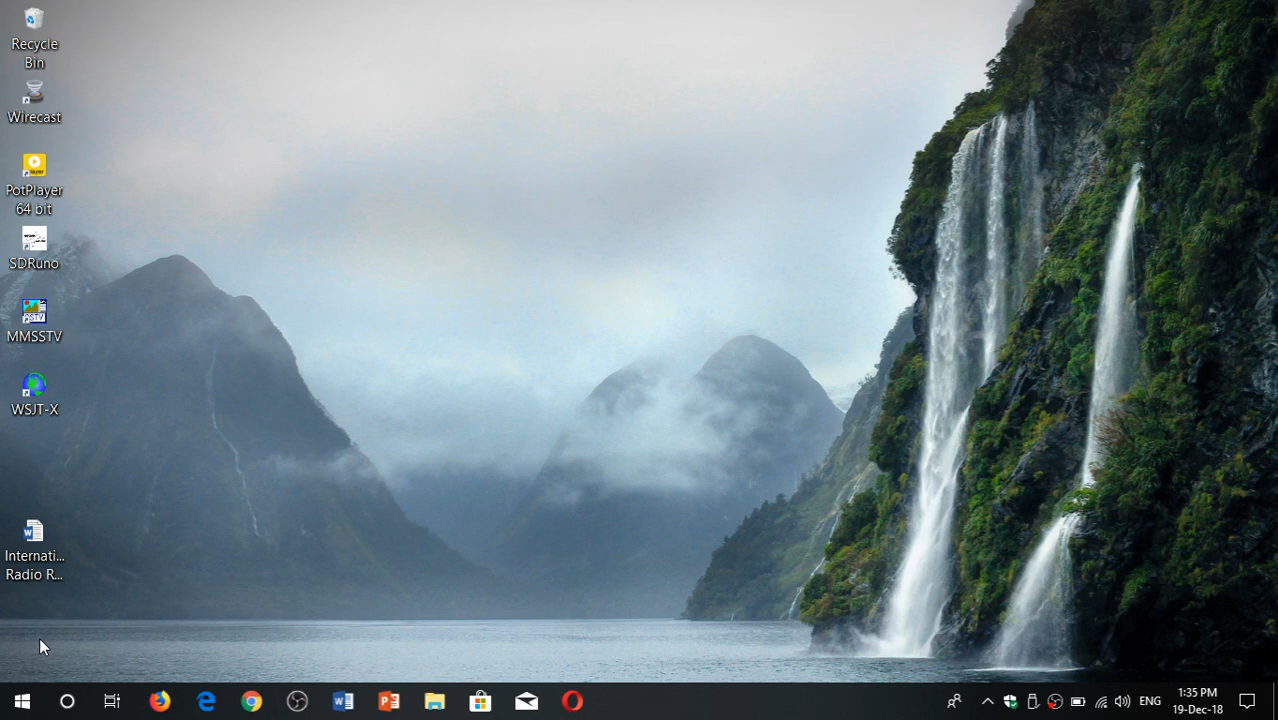 Recycle
Bin
Wirecast
PotPlayer
64 bit
SDRuno
MMSSTV
WSJT-X
Internati...
Radio R...
ENG
1:35 PM
19-Dec-18